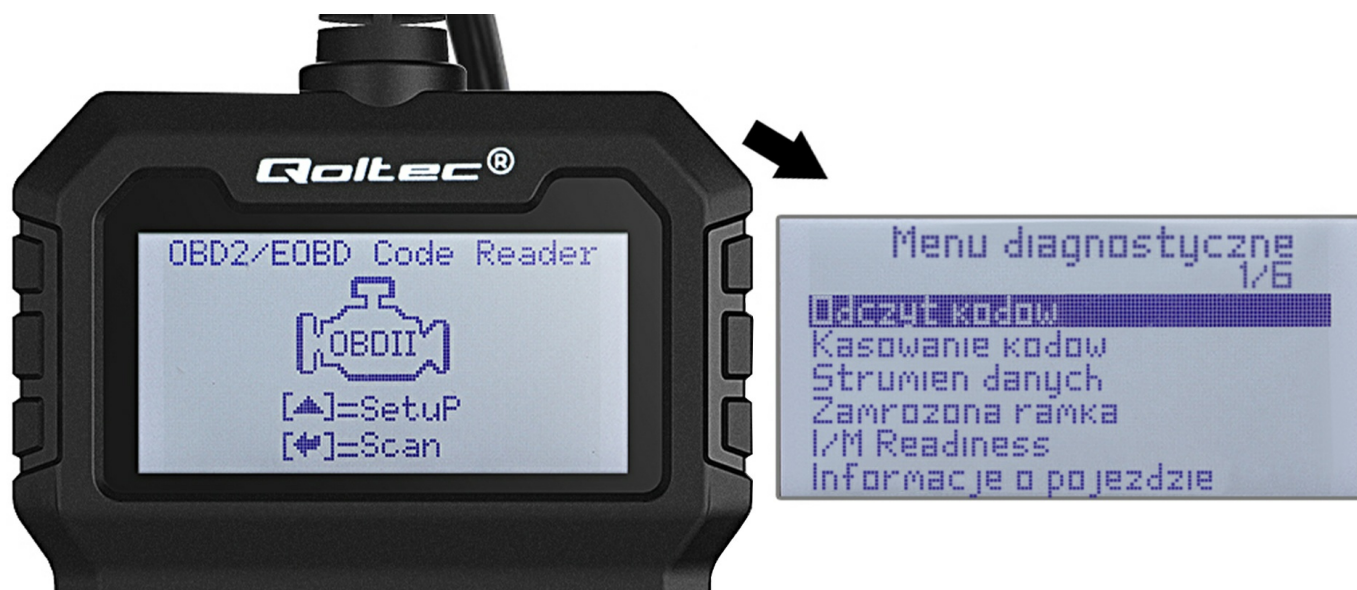 Qoltec®
OBD2/EOBD Code Reader
OBDII
[▲]=SetuP
[↵]=Scan
Menu diagnostyczne
1/6
Odczyt kodow
Kasowanie kodow
Strumien danych
Zamrozona ramka
I/M Readiness
Informacje o pojezdzie